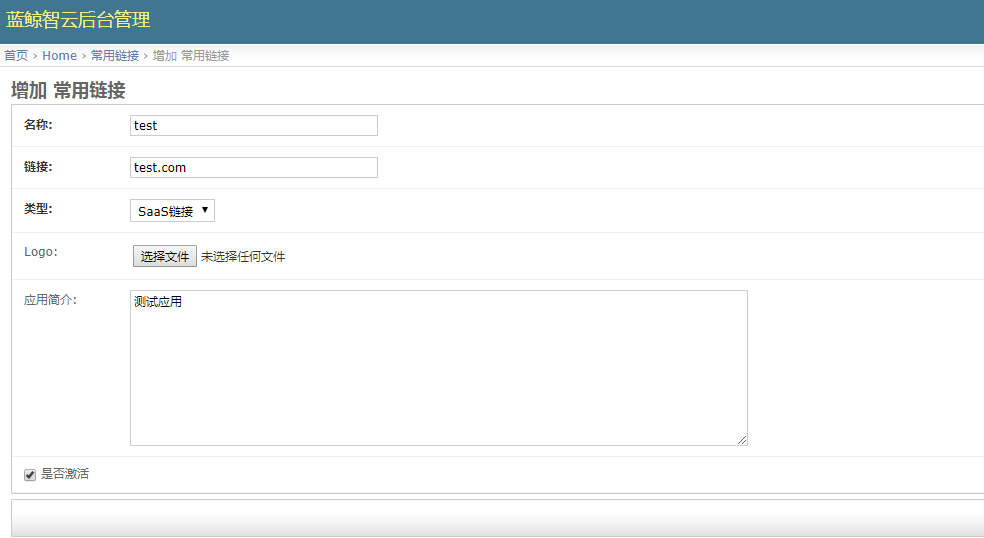 蓝鲸智云后台管理
首页 › Home › 常用链接 › 增加 常用链接
增加 常用链接
名称: test
链接: test.com
类型: SaaS链接
Logo: 选择文件 未选择任何文件
应用简介: 测试应用
是否激活